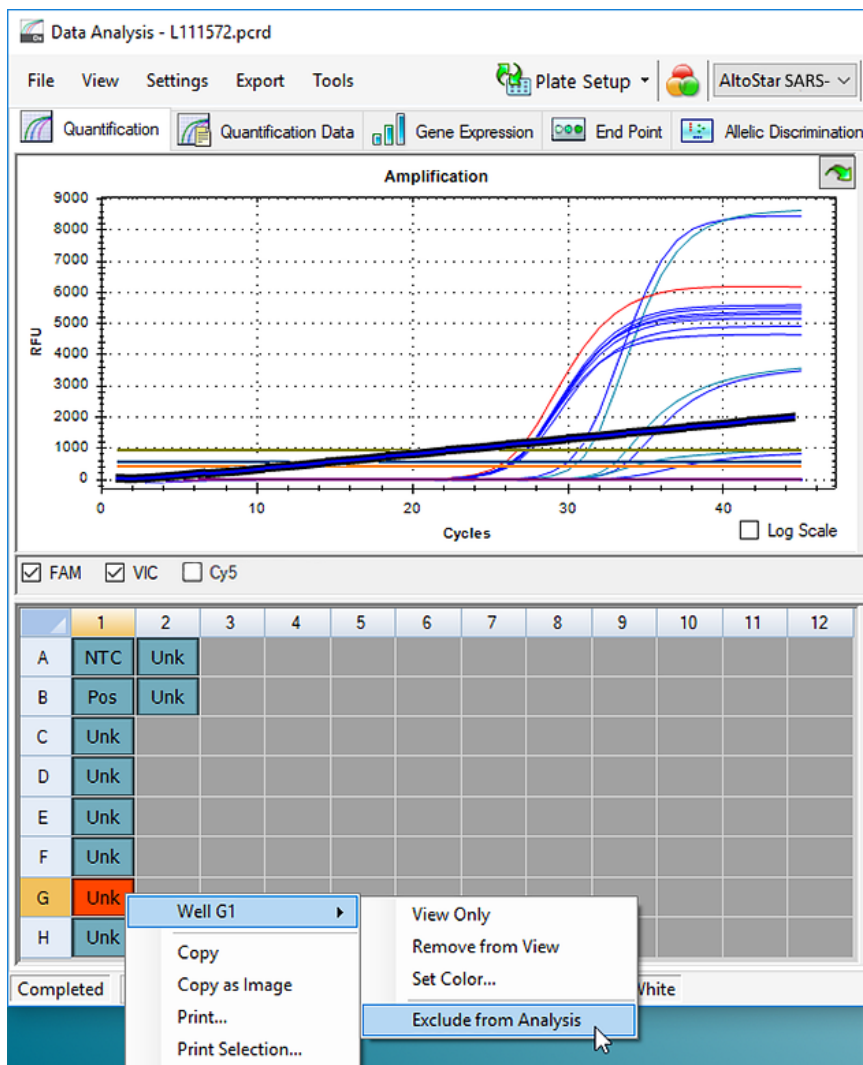 Data Analysis - L111572.pcrd
File View Settings Export Tools Plate Setup AltoStar SARS-
Quantification Quantification Data Gene Expression End Point Allelic Discrimination
Amplification
9000
8000
7000
6000
5000
4000
3000
2000
1000
0
RFU
0 10 20 30 40
Cycles
Log Scale
FAM VIC Cy5
1 2 3 4 5 6 7 8 9 10 11 12
A NTC Unk
B Pos Unk
C Unk
D Unk
E Unk
F Unk
G Unk
H Unk
Well G1
Copy
Copy as Image
Print...
Print Selection...
View Only
Remove from View
Set Color...
Exclude from Analysis
Completed